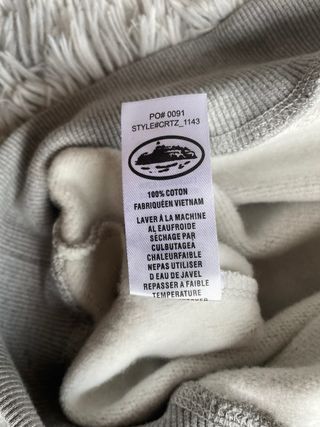 PO# 0091
STYLE#CRTZ_1143
100% COTON
FABRIQUÉEN VIETNAM
LAVER À LA MACHINE
AL EAUFROIDE
SÉCHAGE PAR
CULBUTAGEA
CHALEURFAIBLE
NEPAS UTILISER
D EAU DE JAVEL
REPASSER A FAIBLE
TEMPERATURE